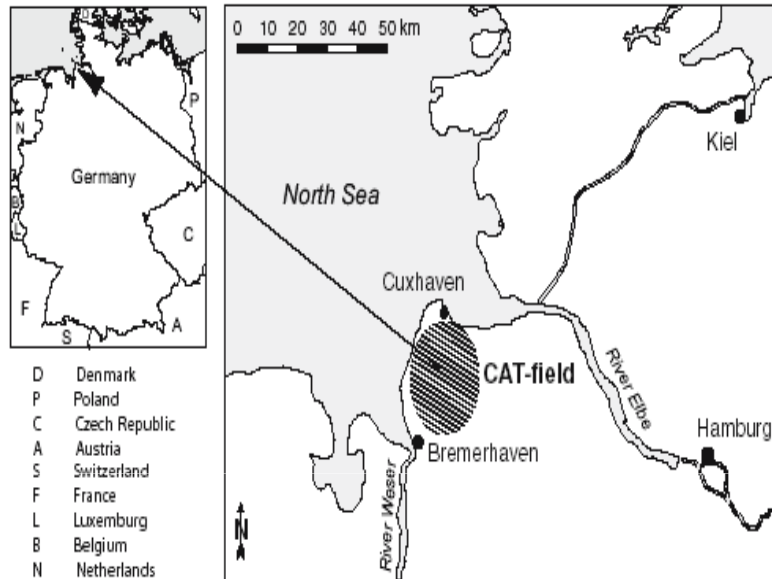 D
P
N
Germany
B
L
C
F
S
A
D Denmark
P Poland
C Czech Republic
A Austria
S Switzerland
F France
L Luxemburg
B Belgium
N Netherlands
0 10 20 30 40 50 km
Kiel
North Sea
Cuxhaven
CAT-field
River Elbe
Hamburg
Bremerhaven
River Weser
N